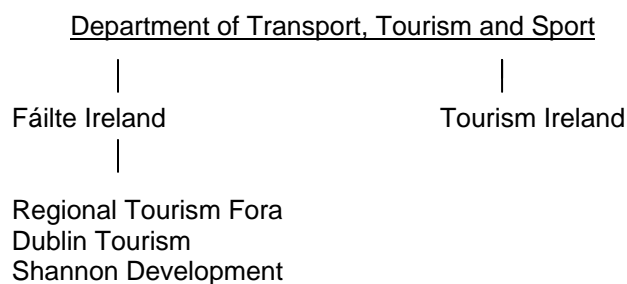 Department of Transport, Tourism and Sport
Fáilte Ireland Tourism Ireland
Regional Tourism Fora
Dublin Tourism
Shannon Development